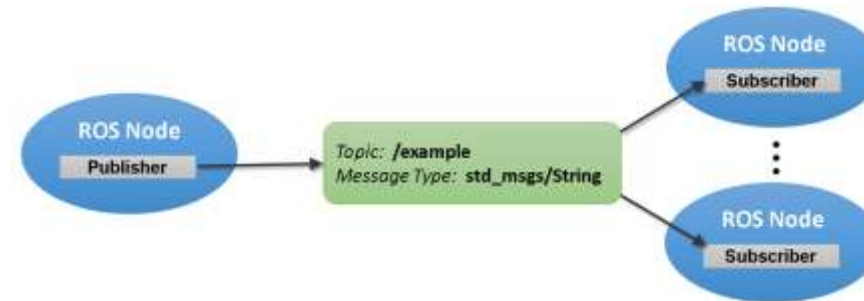 ROS Node
Publisher
Topic: /example
Message Type: std_msgs/String
ROS Node
Subscriber
ROS Node
Subscriber